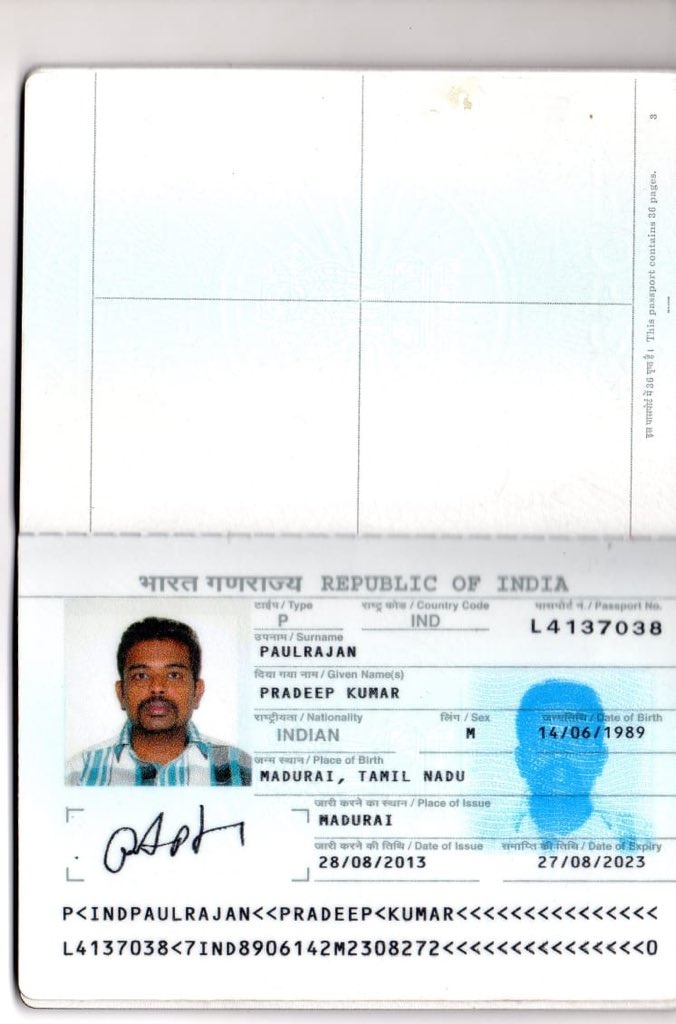 3
इस पासपोर्ट में 36 पृष्ठ हैं। This passport contains 36 pages.
भारत गणराज्य REPUBLIC OF INDIA
टाईप / Type राष्ट्र कोड / Country Code पासपोर्ट नं. / Passport No.
P IND L4137038
उपनाम / Surname
PAULRAJAN
दिया गया नाम / Given Name(s)
PRADEEP KUMAR
राष्ट्रीयता / Nationality लिंग / Sex जन्मतिथि / Date of Birth
INDIAN M 14/06/1989
जन्म स्थान / Place of Birth
MADURAI, TAMIL NADU
जारी करने का स्थान / Place of Issue
MADURAI
जारी करने की तिथि / Date of Issue समाप्ति की तिथि / Date of Expiry
28/08/2013 27/08/2023
P<INDPAULRAJAN<<PRADEEP<KUMAR<<<<<<<<<<<<<<<
L4137038<7IND8906142M2308272<<<<<<<<<<<<<<<0